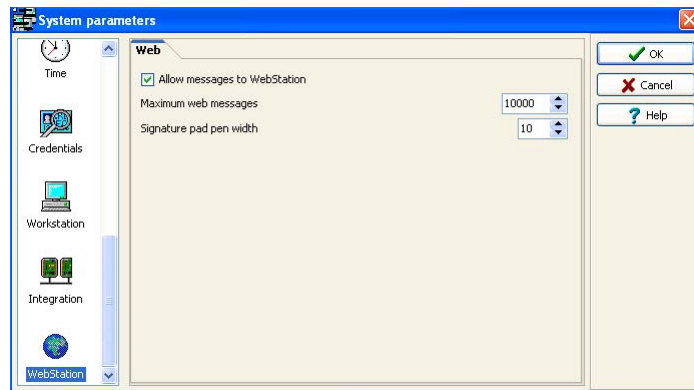 System parameters
Time
Credentials
Workstation
Integration
WebStation
Web
Allow messages to WebStation
Maximum web messages 10000
Signature pad pen width 10
OK
Cancel
Help